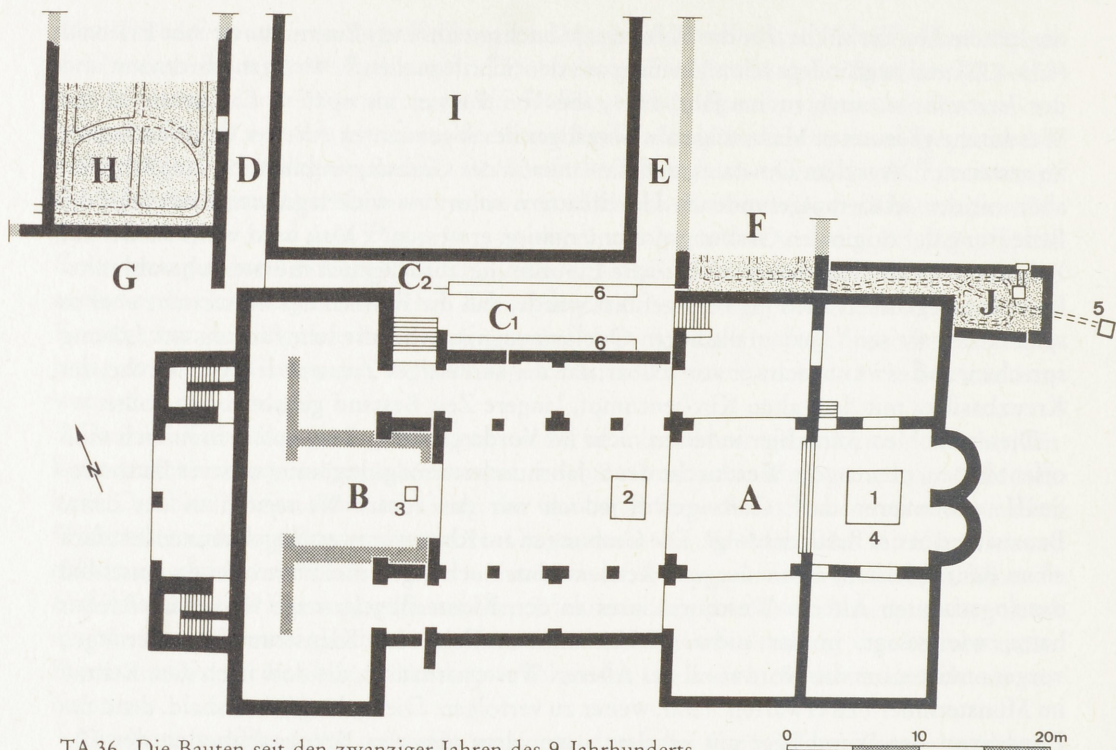 I
H
D
E
F
G
C2
C1
6
6
J
5
N
B
3
2
A
1
4
0
10
20m
TA 36 Die Bauten seit den zwanziger Jahren des 9. Jahrhunderts